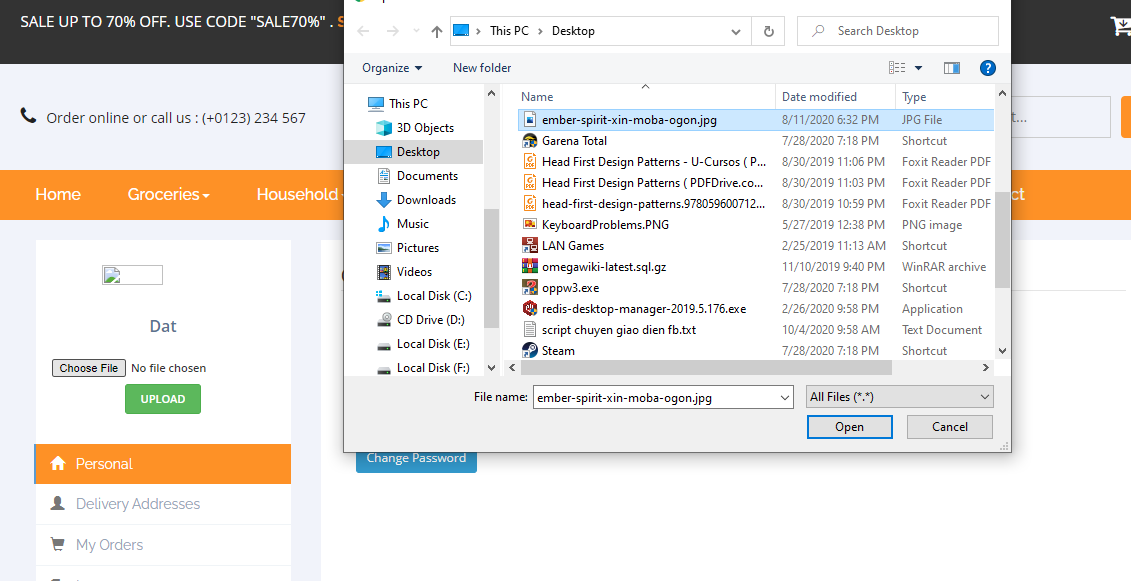 SALE UP TO 70% OFF. USE CODE "SALE70%" . S
This PC > Desktop
Search Desktop
Organize
New folder
Order online or call us : (+0123) 234 567
Home
Groceries
Household
ct
Dat
Choose File No file chosen
UPLOAD
Personal
Delivery Addresses
My Orders
This PC
3D Objects
Desktop
Documents
Downloads
Music
Pictures
Videos
Local Disk (C:)
CD Drive (D:)
Local Disk (E:)
Local Disk (F:)
Name Date modified Type
ember-spirit-xin-moba-ogon.jpg 8/11/2020 6:32 PM JPG File
Garena Total 7/28/2020 7:18 PM Shortcut
Head First Design Patterns - U-Cursos ( P... 8/30/2019 11:06 PM Foxit Reader PDF
Head First Design Patterns ( PDFDrive.co... 8/30/2019 11:03 PM Foxit Reader PDF
head-first-design-patterns.978059600712... 8/30/2019 10:59 PM Foxit Reader PDF
KeyboardProblems.PNG 5/27/2019 12:38 PM PNG image
LAN Games 2/25/2019 11:13 AM Shortcut
omegawiki-latest.sql.gz 11/10/2019 9:40 PM WinRAR archive
oppw3.exe 7/28/2020 7:18 PM Shortcut
redis-desktop-manager-2019.5.176.exe 2/26/2020 9:58 PM Application
script chuyen giao dien fb.txt 10/4/2020 9:58 AM Text Document
Steam 7/28/2020 7:18 PM Shortcut
File name: ember-spirit-xin-moba-ogon.jpg All Files (*.*)
Open Cancel
Change Password